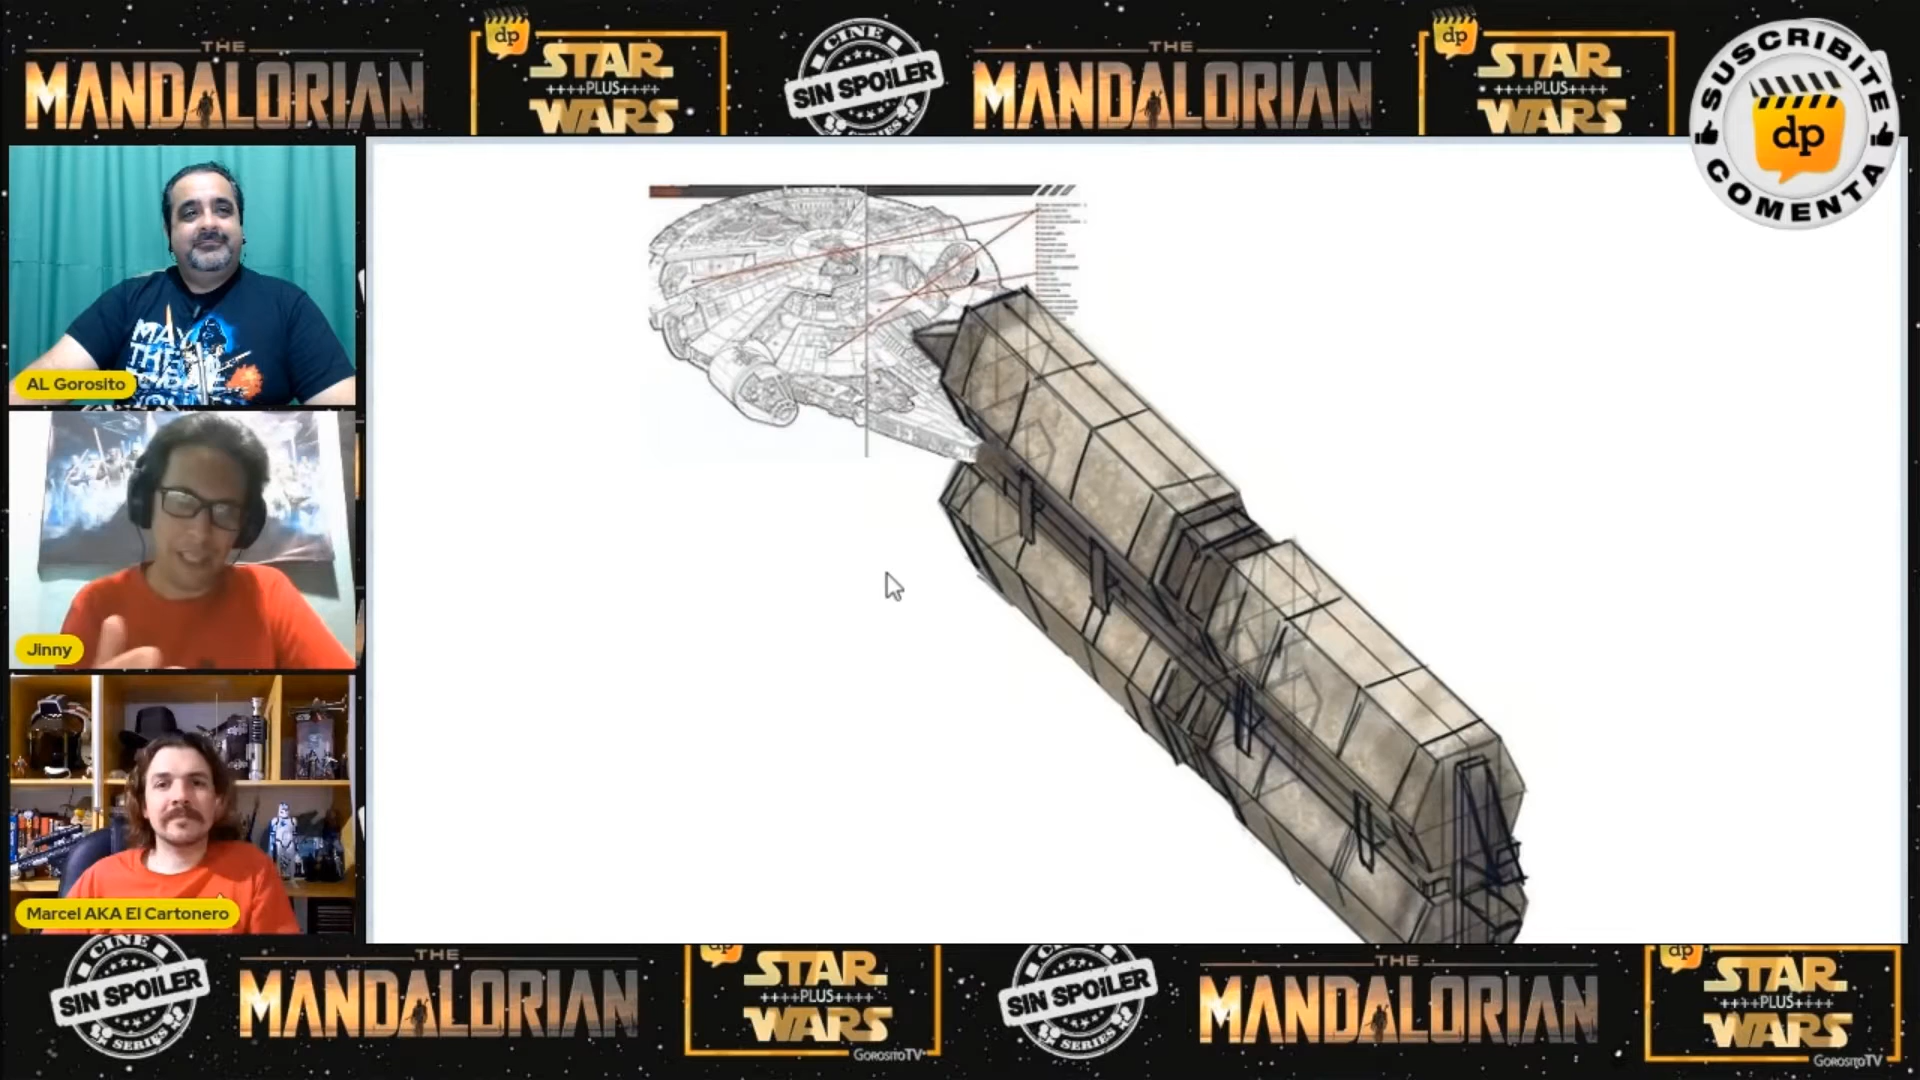 THE
MANDALORIAN
dp
STAR
PLUS
WARS
CINE
SIN SPOILER
THE
MANDALORIAN
dp
STAR
PLUS
WARS
SUSCRIBITE
dp
COMENTA
MAY
THE
AL Gorosito
Jinny
Marcel AKA El Cartonero
CINE
SIN SPOILER
SERIES
THE
MANDALORIAN
dp
STAR
PLUS
WARS
GOROSITOTV
SIN SPOILER
SERIES
THE
MANDALORIAN
dp
STAR
PLUS
WARS
GOROSITOTV